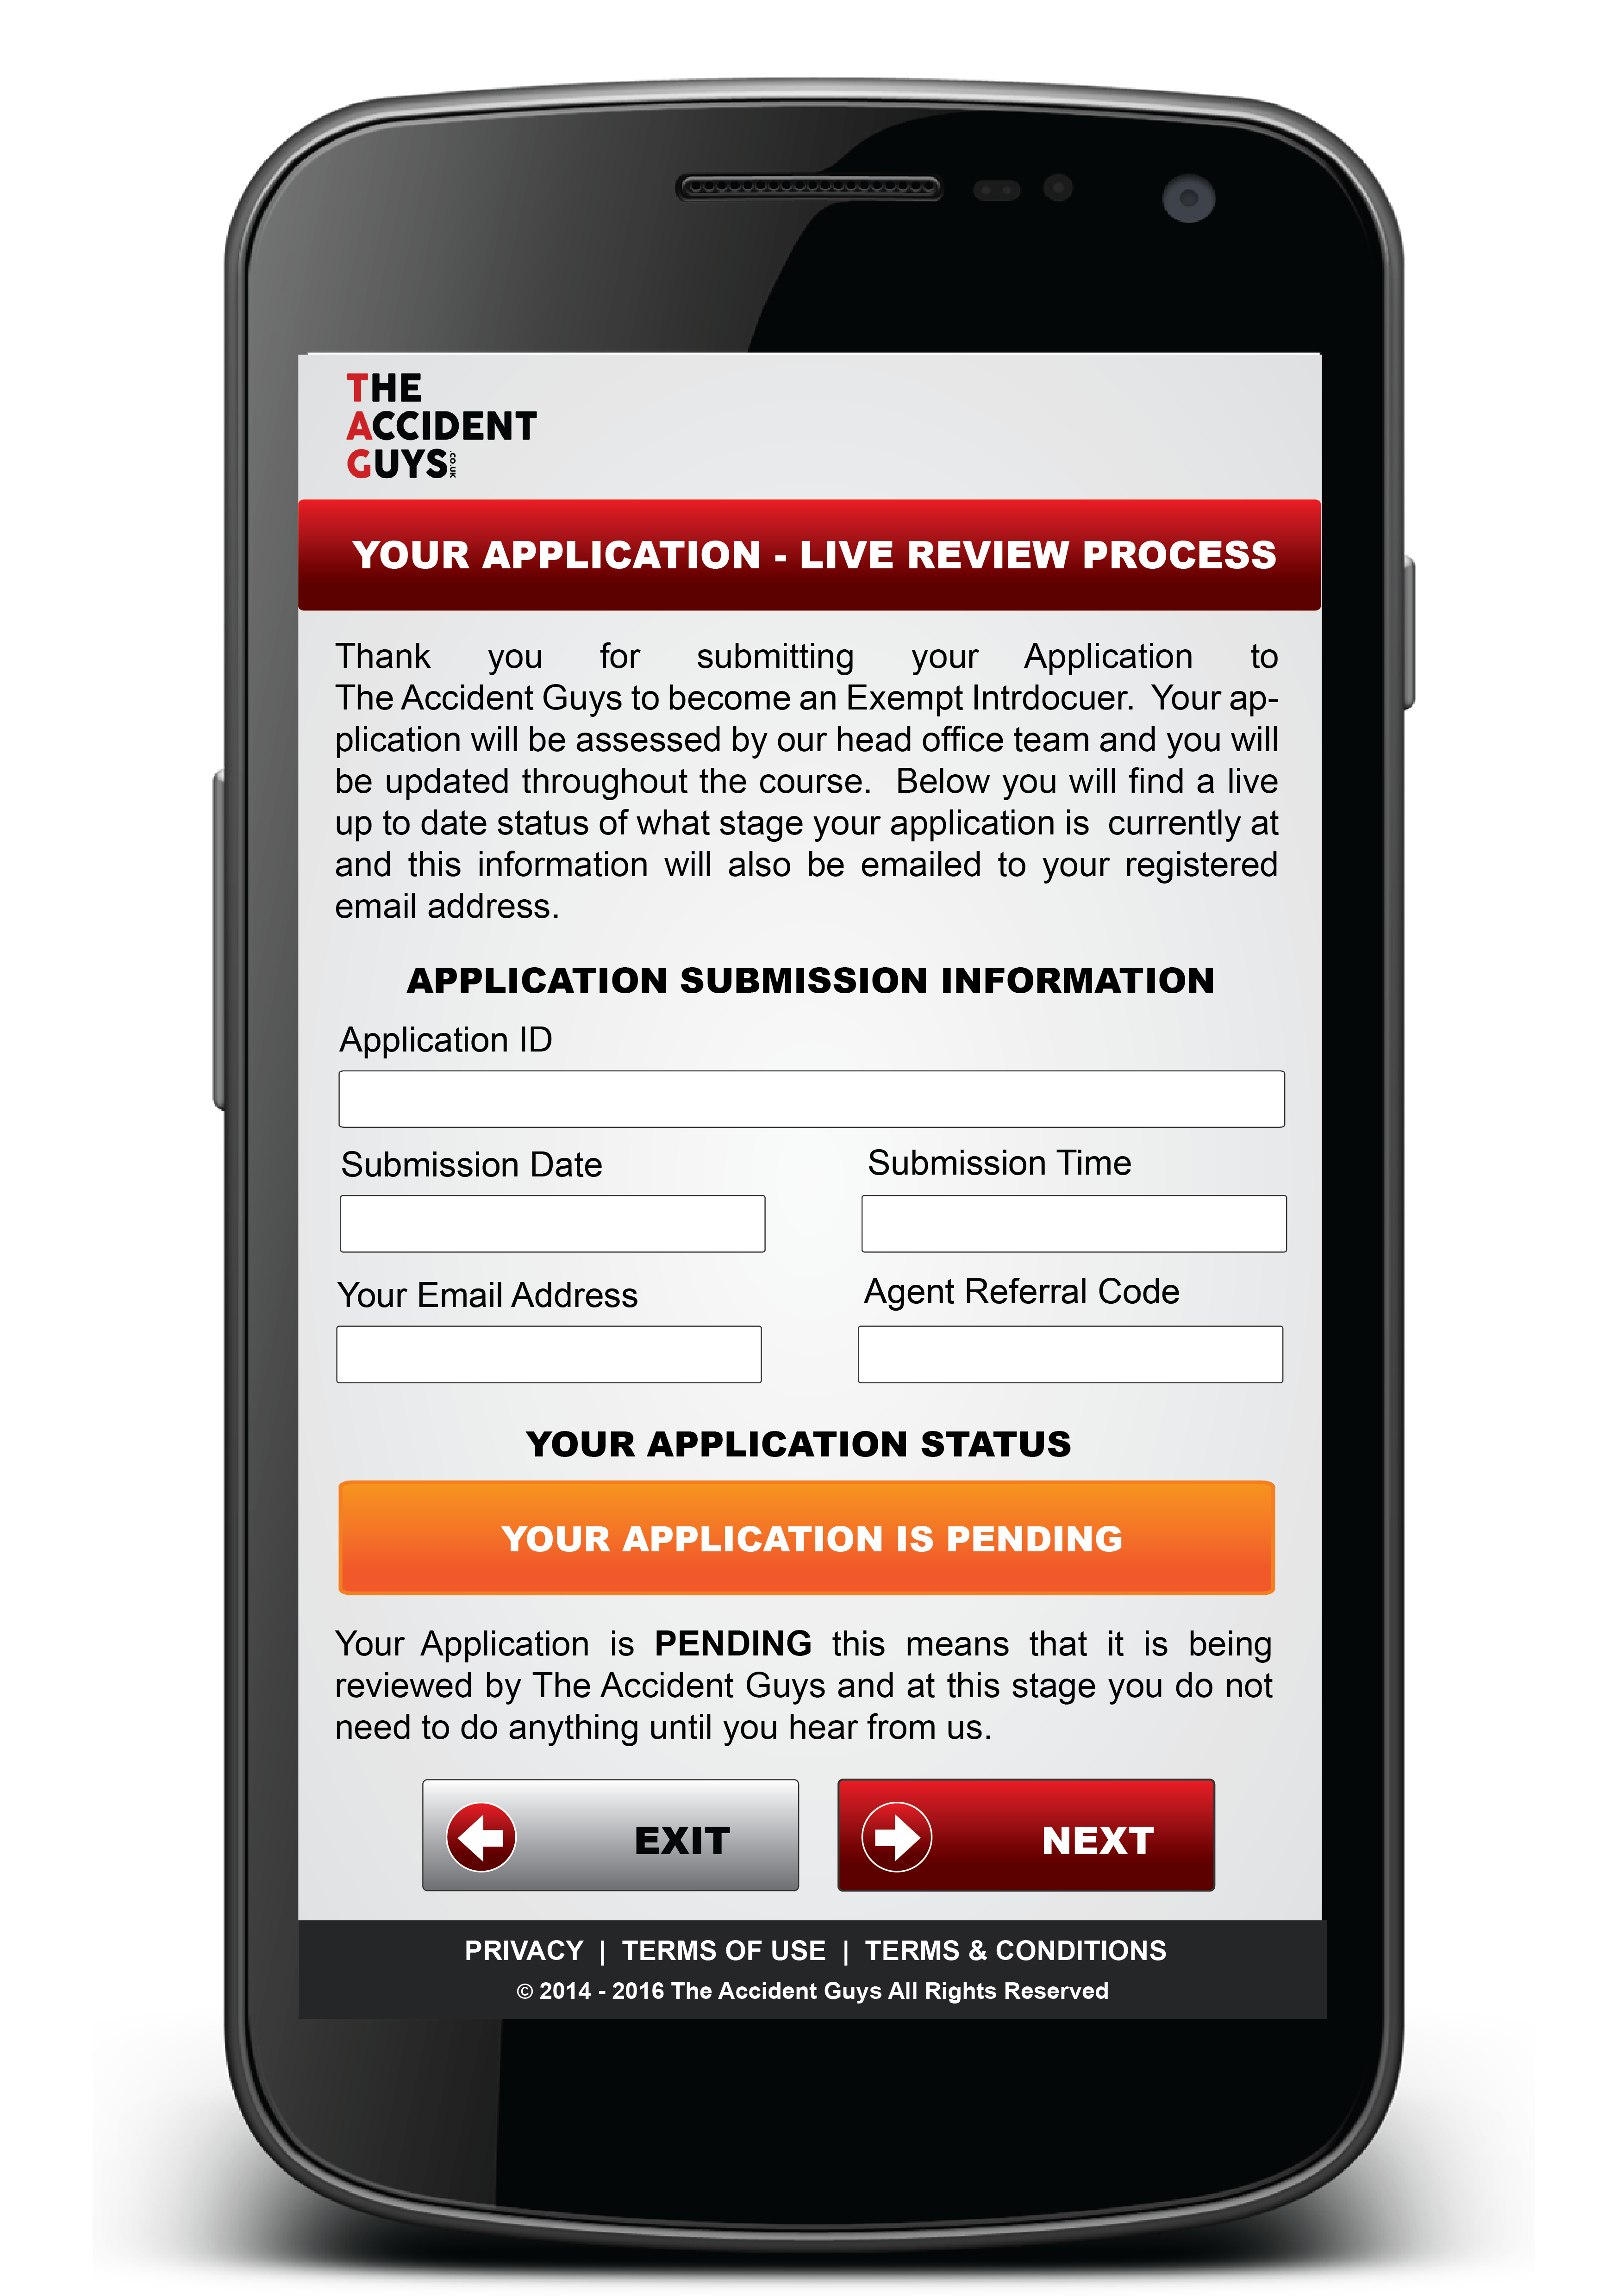 THE
ACCIDENT
GUYS.CO.UK
YOUR APPLICATION - LIVE REVIEW PROCESS
Thank you for submitting your Application to
The Accident Guys to become an Exempt Intrdocuer. Your ap-
plication will be assessed by our head office team and you will
be updated throughout the course. Below you will find a live
up to date status of what stage your application is currently at
and this information will also be emailed to your registered
email address.
APPLICATION SUBMISSION INFORMATION
Application ID
Submission Date
Submission Time
Your Email Address
Agent Referral Code
YOUR APPLICATION STATUS
YOUR APPLICATION IS PENDING
Your Application is PENDING this means that it is being
reviewed by The Accident Guys and at this stage you do not
need to do anything until you hear from us.
EXIT
NEXT
PRIVACY | TERMS OF USE | TERMS & CONDITIONS
© 2014 - 2016 The Accident Guys All Rights Reserved